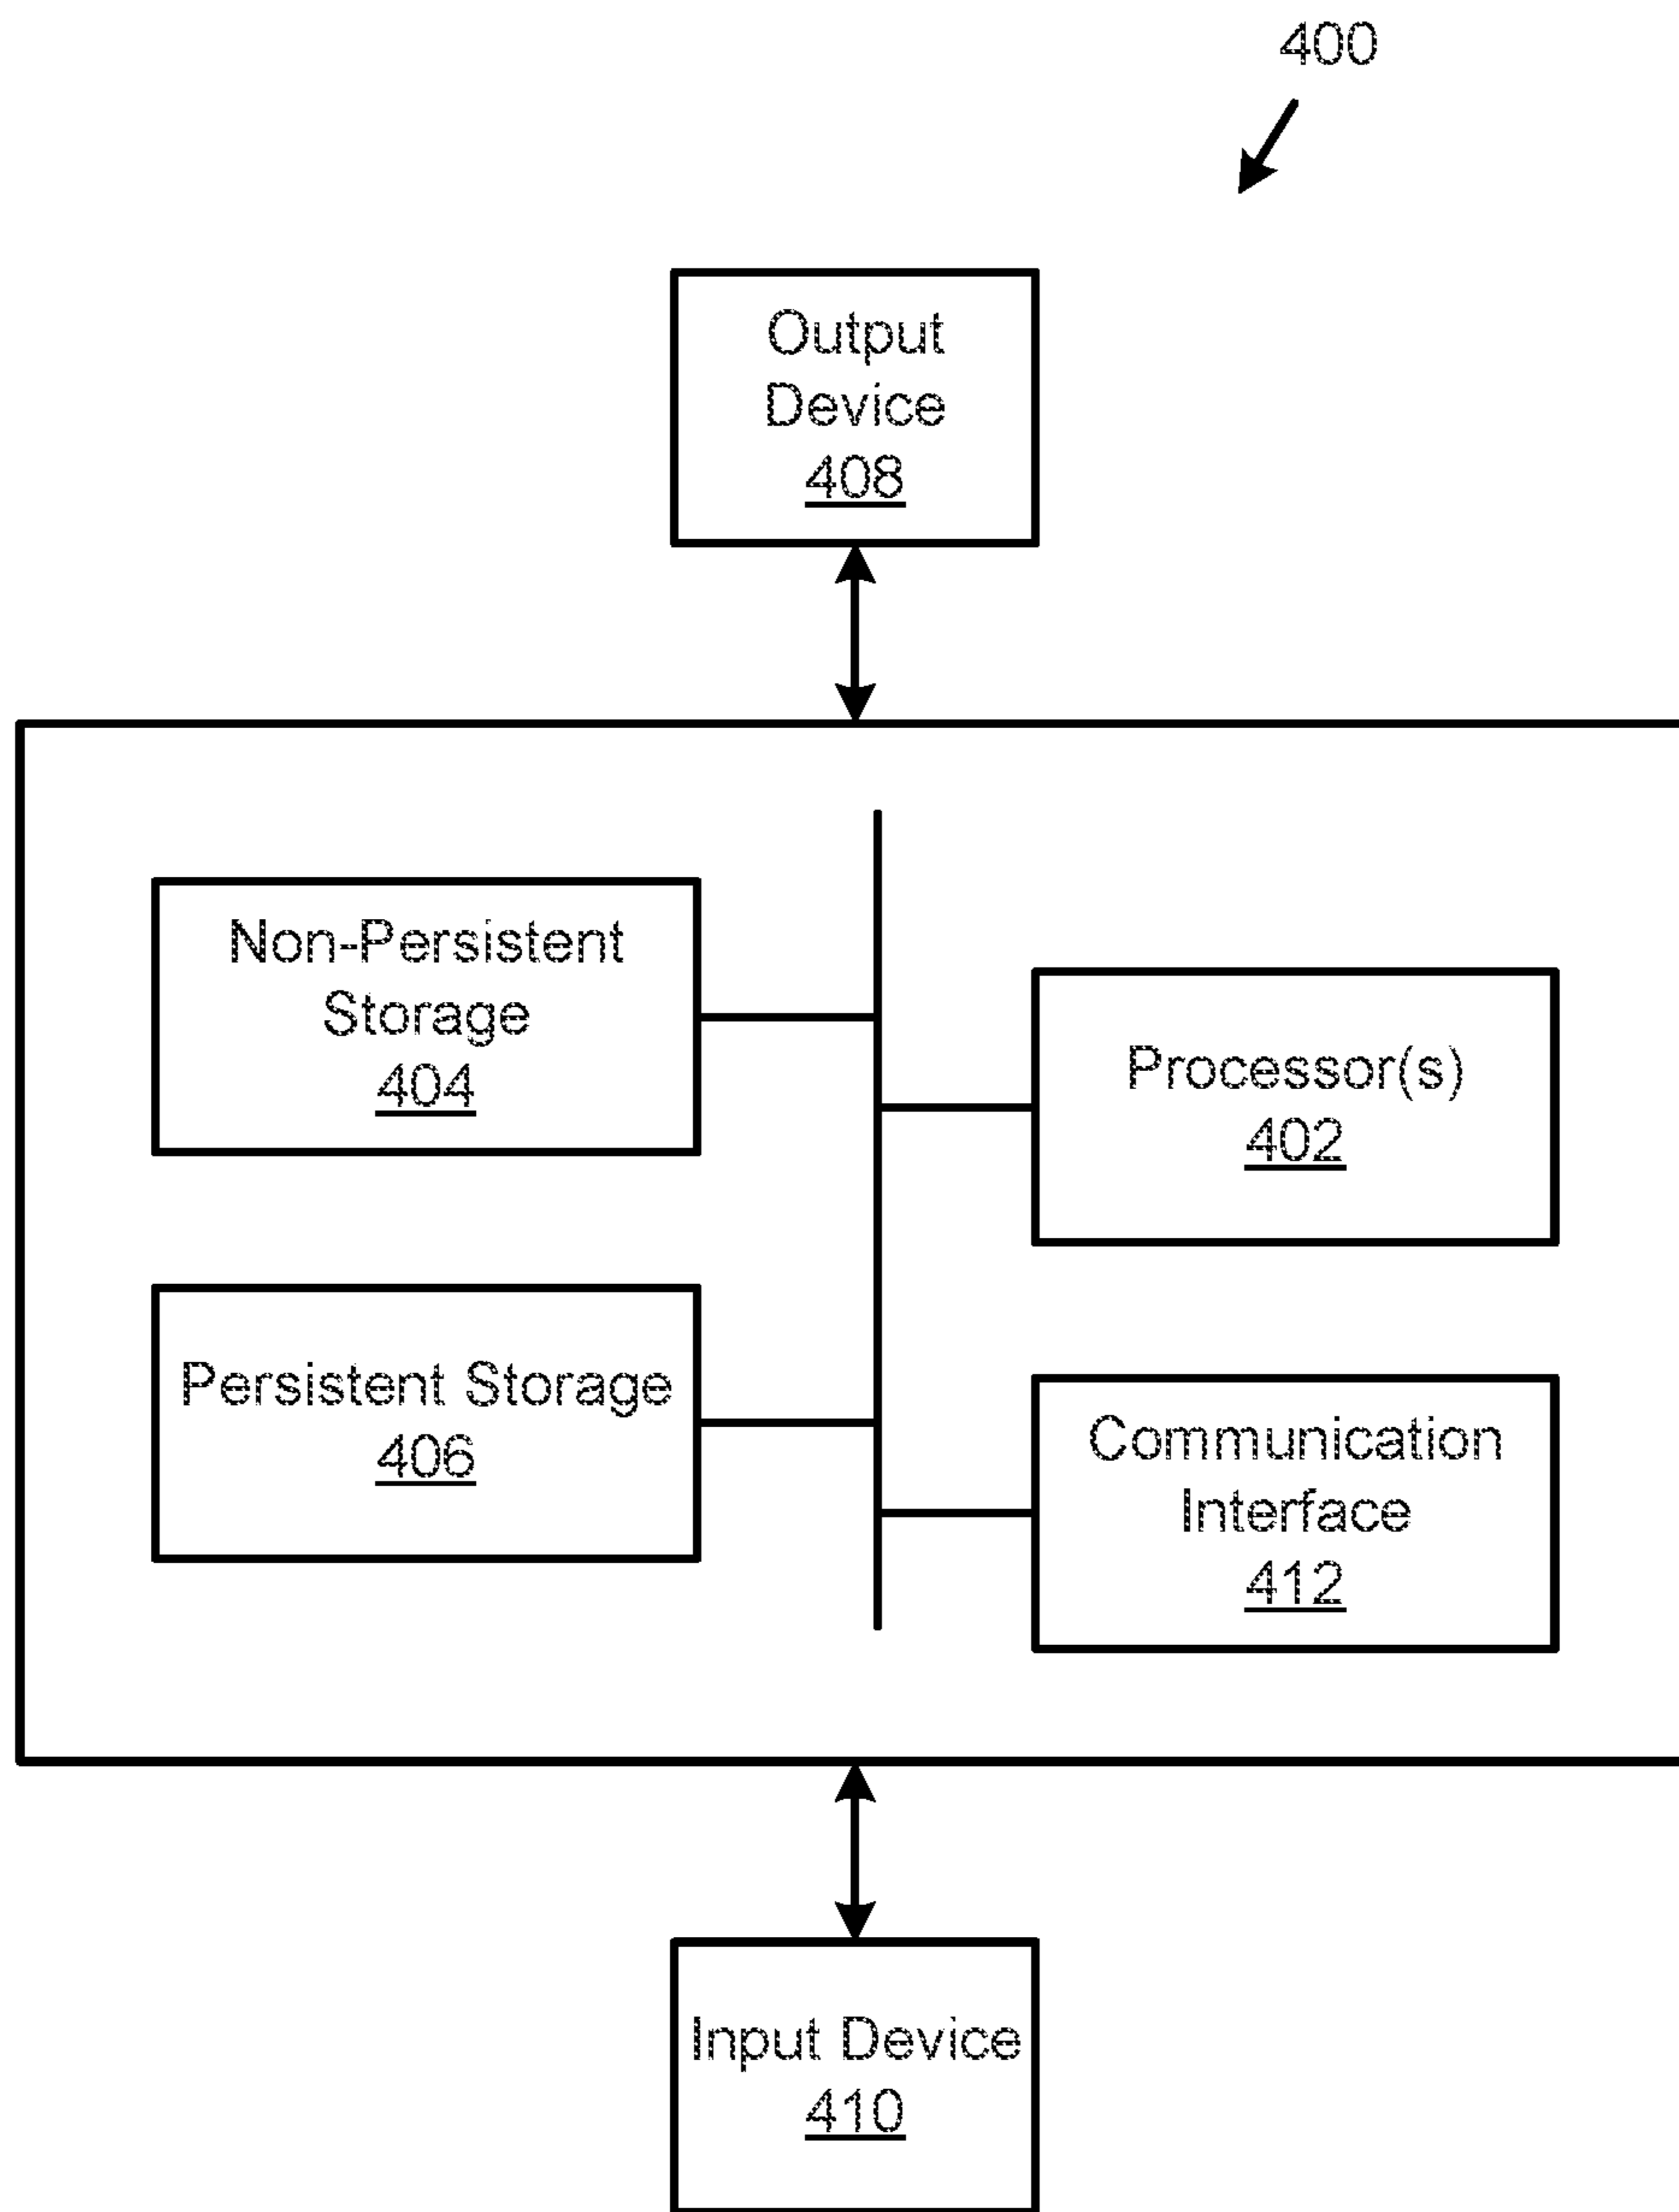 400
Output
Device
408
Non-Persistent
Storage
404
Processor(s)
402
Persistent Storage
406
Communication
Interface
412
Input Device
410